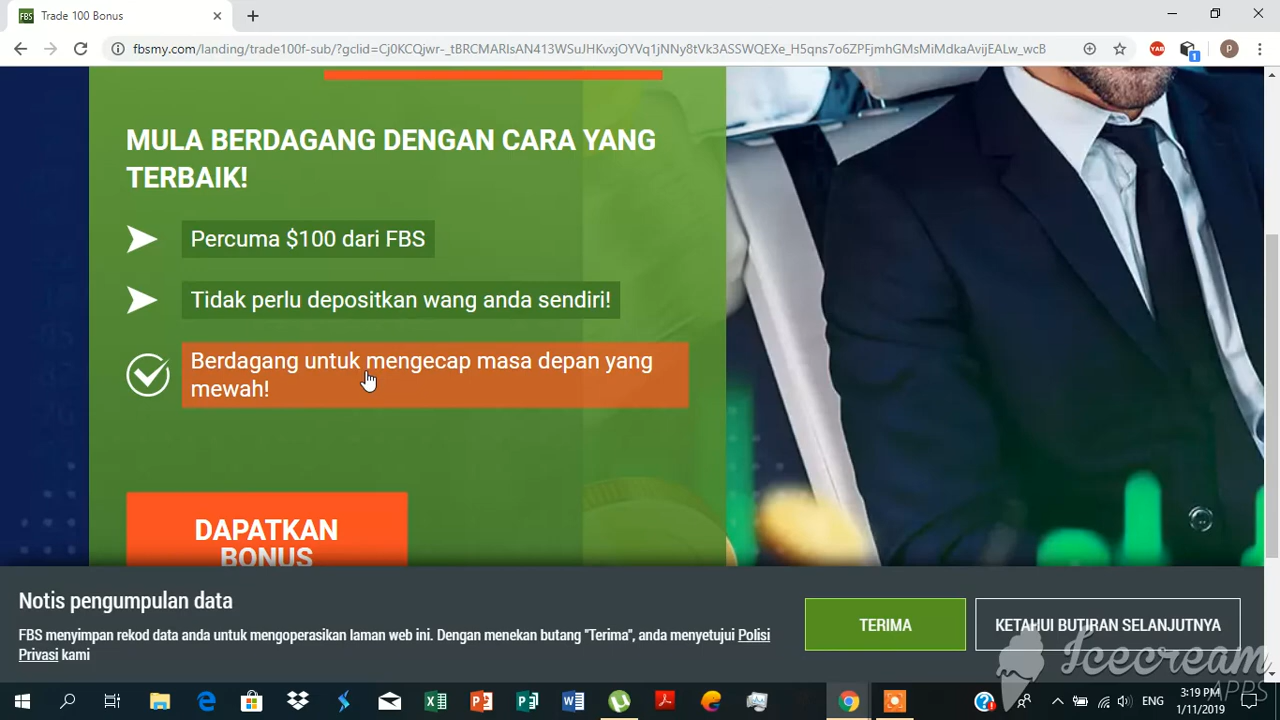 Trade 100 Bonus
fbsmy.com/landing/trade100f-sub/?gclid=Cj0KCQjwr-_tBRCMARIsAN413WSuJHKvxjOYVq1jNNy8tVk3ASSWQEXe_H5qns7o6ZPFjmhGMsMiMdkaAvijEALw_wcB
MULA BERDAGANG DENGAN CARA YANG
TERBAIK!
Percuma $100 dari FBS
Tidak perlu depositkan wang anda sendiri!
Berdagang untuk mengecap masa depan yang
mewah!
DAPATKAN
BONUS
Notis pengumpulan data
FBS menyimpan rekod data anda untuk mengoperasikan laman web ini. Dengan menekan butang "Terima", anda menyetujui Polisi
Privasi kami
TERIMA
KETAHUI BUTIRAN SELANJUTNYA
Icecream
APPS
ENG
3:19 PM
1/11/2019